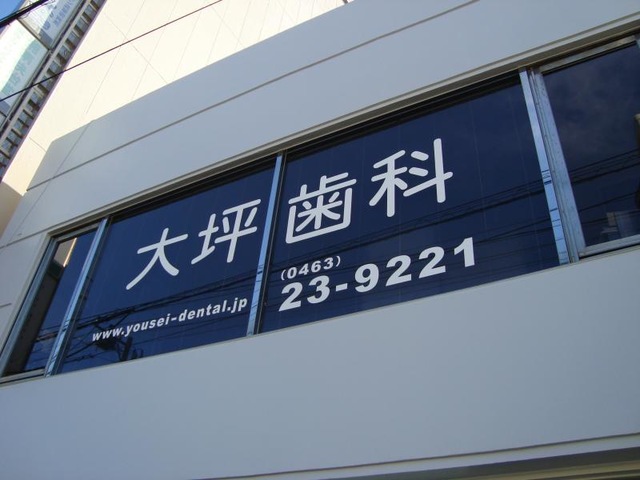 大坪歯科
(0463)
www.yousei-dental.jp
23-9221